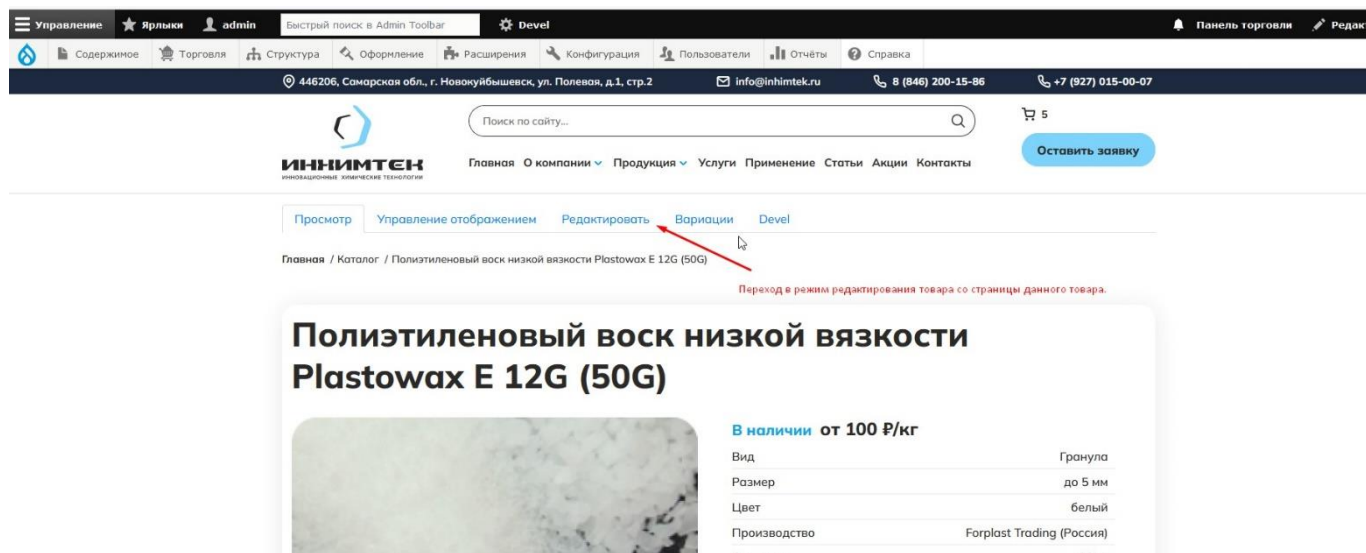 Управление Ярлыки admin Быстрый поиск в Admin Toolbar Devel Панель торговли Редак
Содержимое Торговля Структура Оформление Расширения Конфигурация Пользователи Отчёты Справка
446206, Самарская обл., г. Новокуйбышевск, ул. Полевая, д.1, стр.2 info@inhimtek.ru 8 (846) 200-15-86 +7 (927) 015-00-07
Поиск по сайту... 5
ИНХИМТЕК
ИННОВАЦИОННЫЕ ХИМИЧЕСКИЕ ТЕХНОЛОГИИ
Главная О компании Продукция Услуги Применение Статьи Акции Контакты
Оставить заявку
Просмотр Управление отображением Редактировать Вариации Devel
Главная / Каталог / Полиэтиленовый воск низкой вязкости Plastowax E 12G (50G)
Переход в режим редактирования товара со страницы данного товара.
Полиэтиленовый воск низкой вязкости
Plastowax E 12G (50G)
В наличии от 100 ₽/кг
Вид Гранула
Размер до 5 мм
Цвет белый
Производство Forplast Trading (Россия)